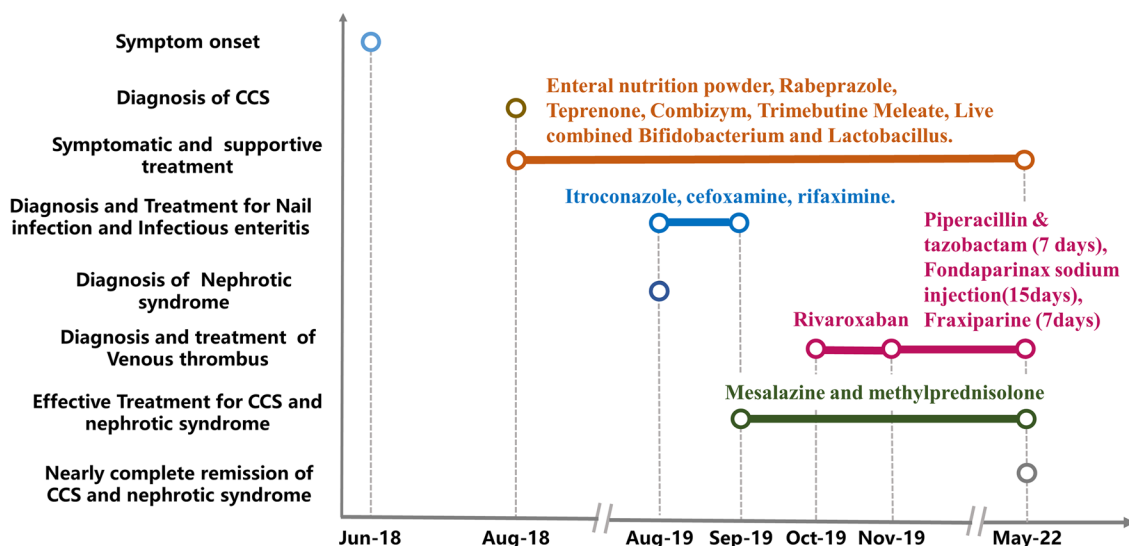 Symptom onset
Diagnosis of CCS
Enteral nutrition powder, Rabeprazole,
Teprenone, Combizym, Trimebutine Meleate, Live
combined Bifidobacterium and Lactobacillus.
Symptomatic and supportive
treatment
Diagnosis and Treatment for Nail
infection and Infectious enteritis
Itroconazole, cefoxamine, rifaximine.
Diagnosis of Nephrotic
syndrome
Piperacillin &
tazobactam (7 days),
Fondaparinax sodium
injection(15days),
Fraxiparine (7days)
Diagnosis and treatment of
Venous thrombus
Rivaroxaban
Effective Treatment for CCS and
nephrotic syndrome
Mesalazine and methylprednisolone
Nearly complete remission of
CCS and nephrotic syndrome
Jun-18 Aug-18 Aug-19 Sep-19 Oct-19 Nov-19 May-22